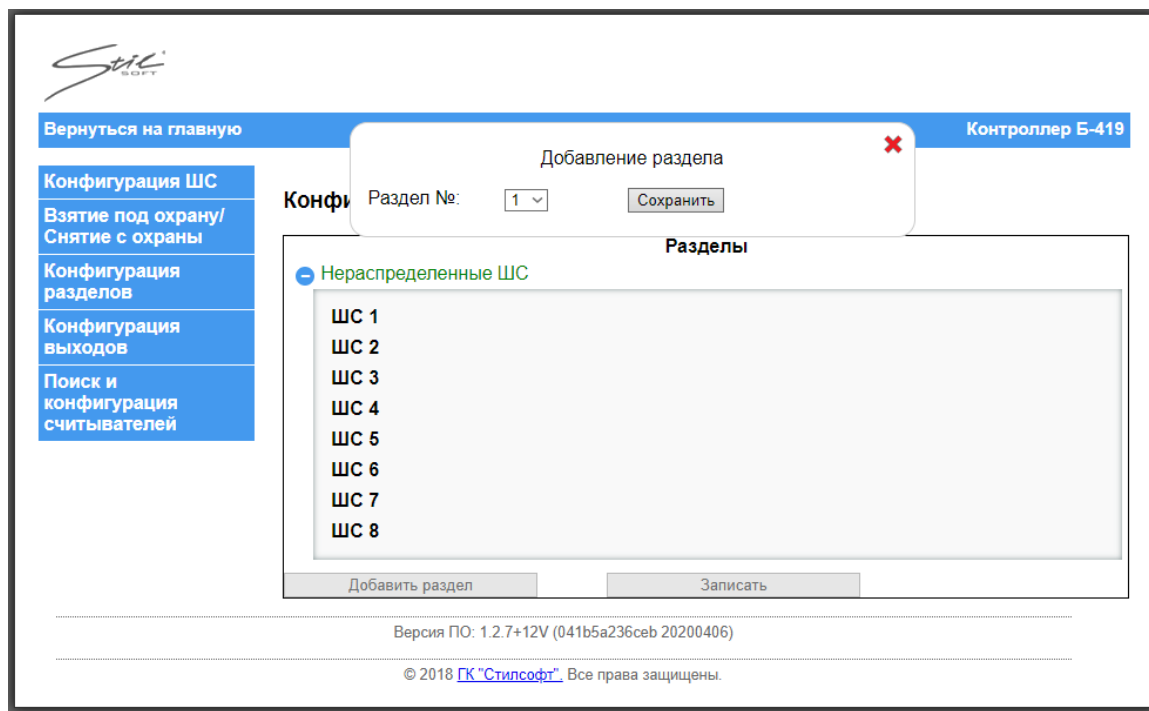 Stil
SOFT
Вернуться на главную
Контроллер Б-419
Добавление раздела
Раздел №: 1 Сохранить
Конфигурация ШС
Взятие под охрану/
Снятие с охраны
Конфигурация
разделов
Конфигурация
выходов
Поиск и
конфигурация
считывателей
Конфи
Разделы
Нераспределенные ШС
ШС 1
ШС 2
ШС 3
ШС 4
ШС 5
ШС 6
ШС 7
ШС 8
Добавить раздел
Записать
Версия ПО: 1.2.7+12V (041b5a236ceb 20200406)
© 2018 ГК "Стилсофт". Все права защищены.